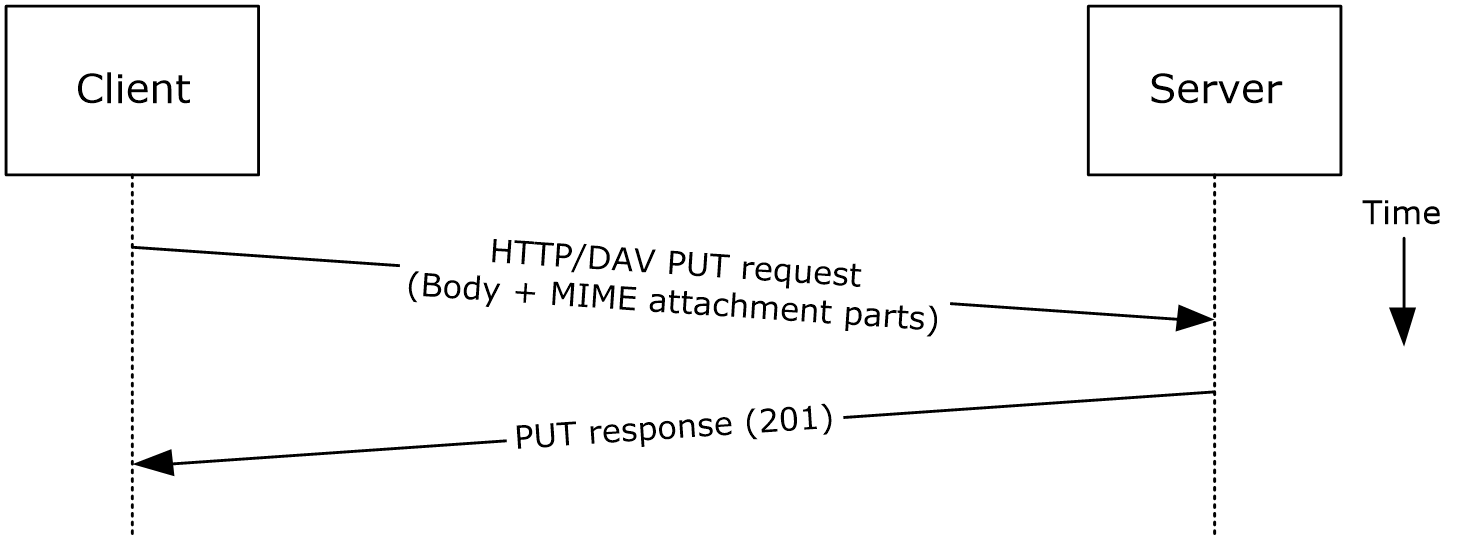 Client
Server
Time
HTTP/DAV PUT request
(Body + MIME attachment parts)
PUT response (201)